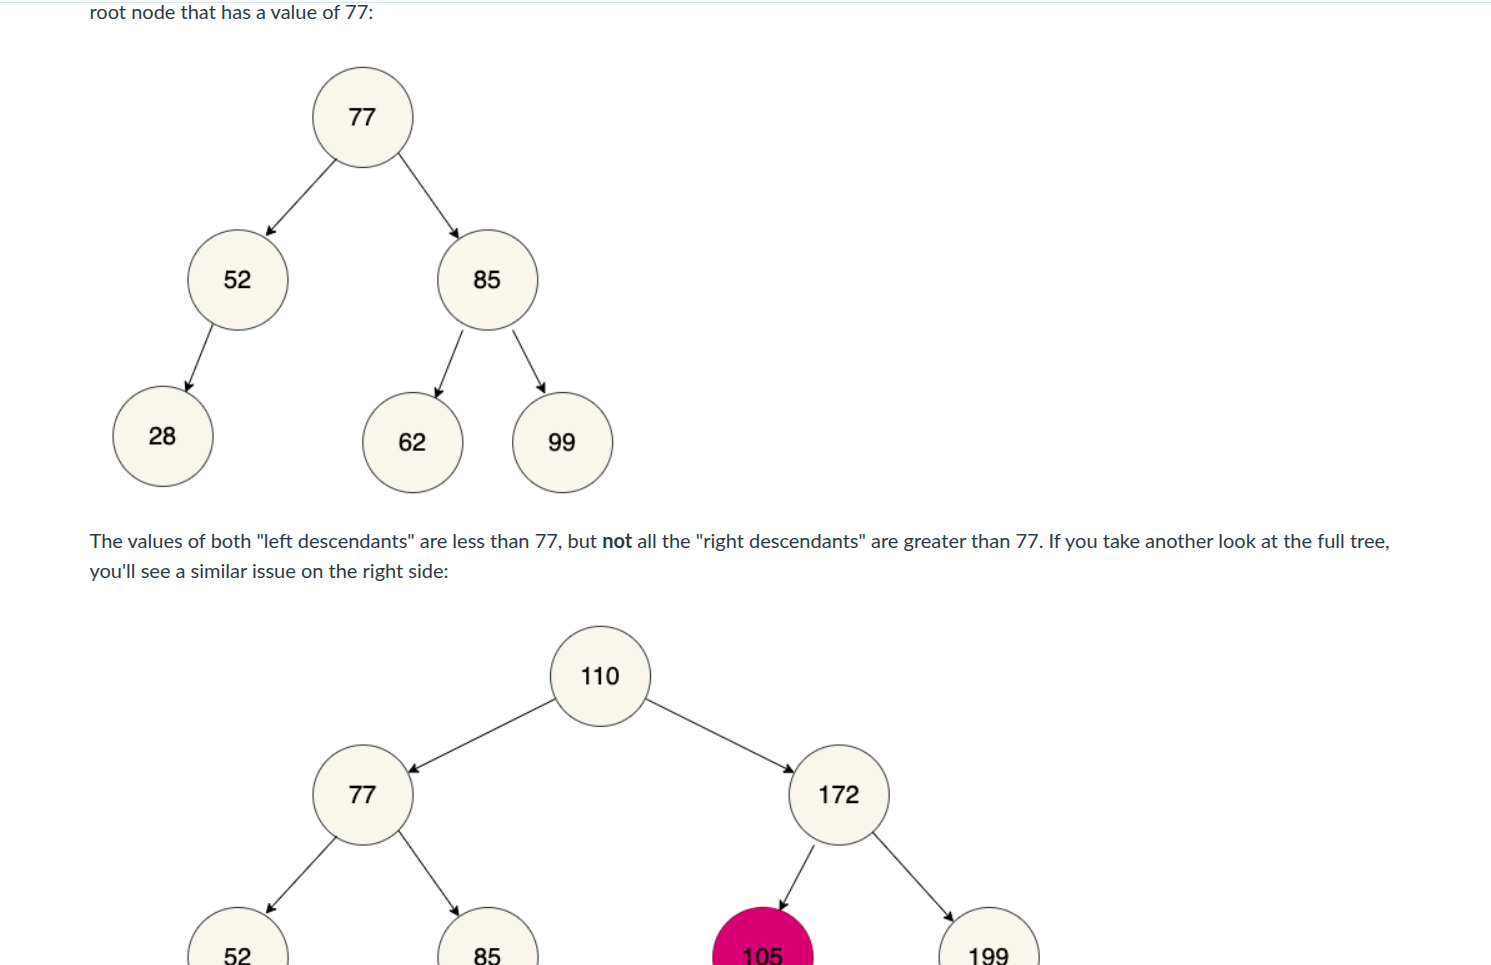 root node that has a value of 77:
77
52 85
28 62 99
The values of both "left descendants" are less than 77, but not all the "right descendants" are greater than 77. If you take another look at the full tree,
you'll see a similar issue on the right side:
110
77 172
52 85 105 199